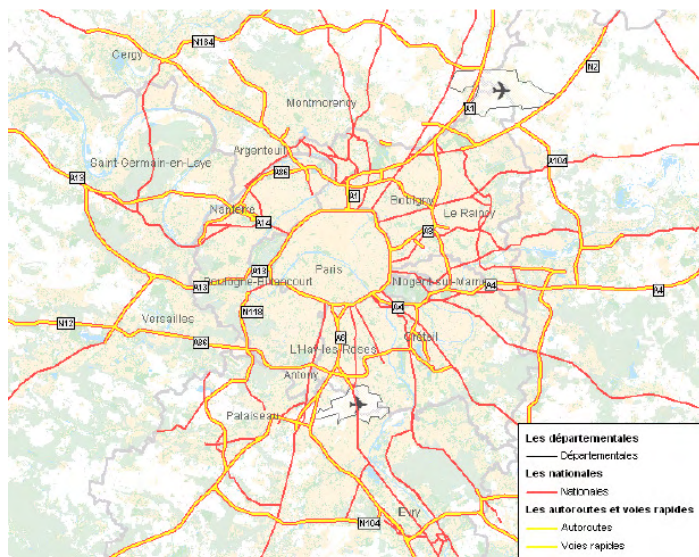 N184
Cergy
N2
Montmorency
A1
Argenteuil
Saint-Germain-en-Laye
A104
A86
A13
A1
Bobigny
Nanterre
Le Raincy
A14
A3
Paris
A13
Boulogne-Billancourt
Nogent-sur-Marne
A13
A4
A4
N118
A4
Versailles
N12
A86
A6
Créteil
L'Haÿ-les-Roses
Antony
Palaiseau
Evry
N104
Les départementales
Départementales
Les nationales
Nationales
Les autoroutes et voies rapides
Autoroutes
Voies rapides